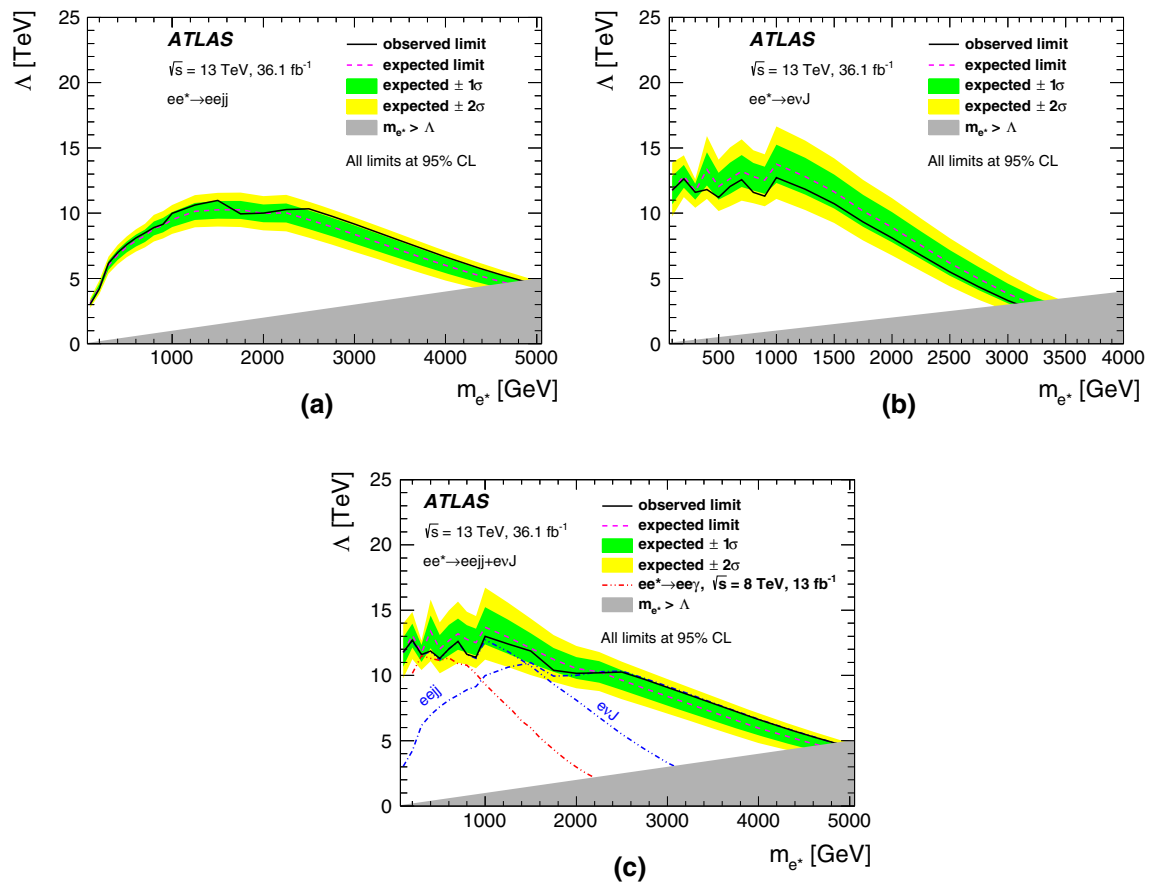 Λ [TeV]
25
20
15
10
5
0
ATLAS
√s = 13 TeV, 36.1 fb⁻¹
ee*→eejj
observed limit
expected limit
expected ± 1σ
expected ± 2σ
m_e* > Λ
All limits at 95% CL
1000 2000 3000 4000 5000
m_e* [GeV]
(a)
Λ [TeV]
25
20
15
10
5
0
ATLAS
√s = 13 TeV, 36.1 fb⁻¹
ee*→eνJ
observed limit
expected limit
expected ± 1σ
expected ± 2σ
m_e* > Λ
All limits at 95% CL
500 1000 1500 2000 2500 3000 3500 4000
m_e* [GeV]
(b)
Λ [TeV]
25
20
15
10
5
0
ATLAS
√s = 13 TeV, 36.1 fb⁻¹
ee*→eejj+eνJ
observed limit
expected limit
expected ± 1σ
expected ± 2σ
ee*→eeγ, √s = 8 TeV, 13 fb⁻¹
m_e* > Λ
All limits at 95% CL
eejj
eνJ
1000 2000 3000 4000 5000
m_e* [GeV]
(c)